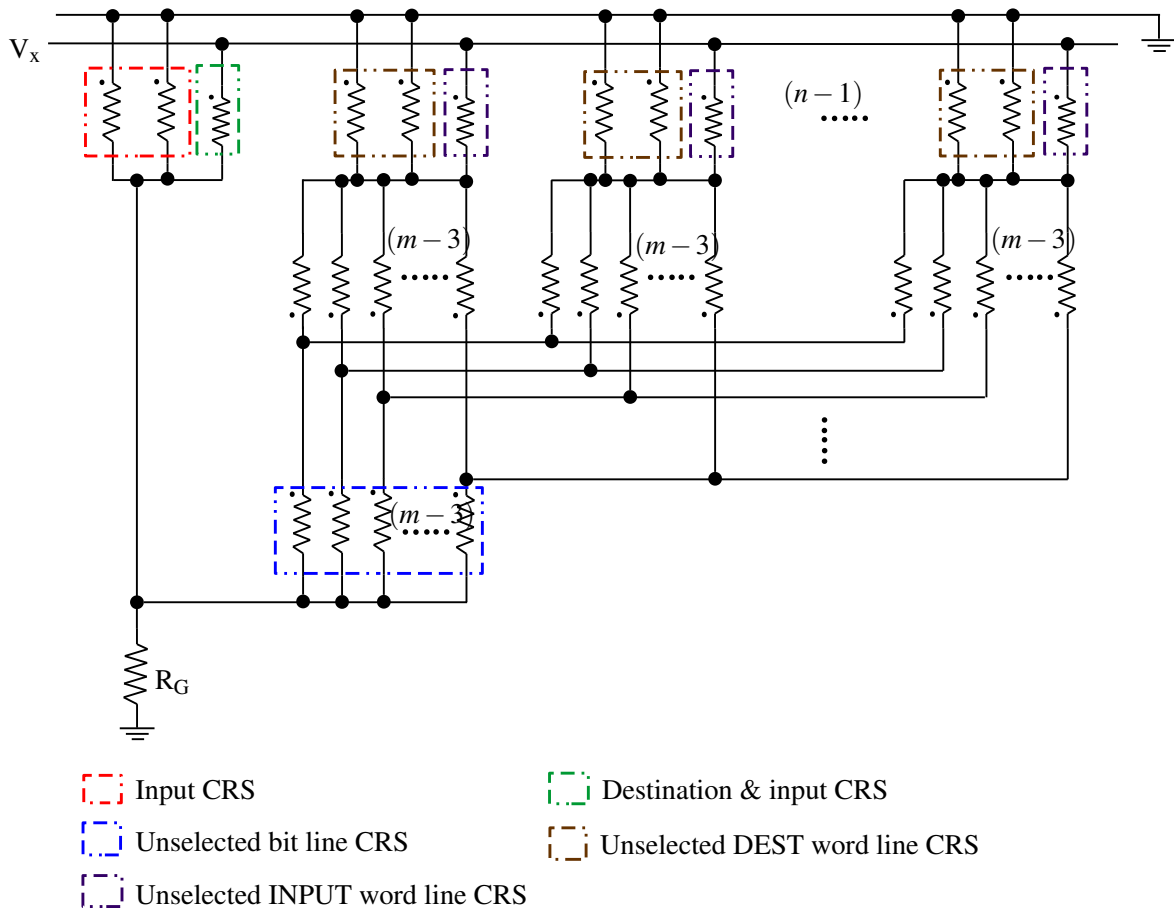 Vx
(n − 1)
(m − 3)
(m − 3)
(m − 3)
(m − 3)
RG
Input CRS
Destination & input CRS
Unselected bit line CRS
Unselected DEST word line CRS
Unselected INPUT word line CRS